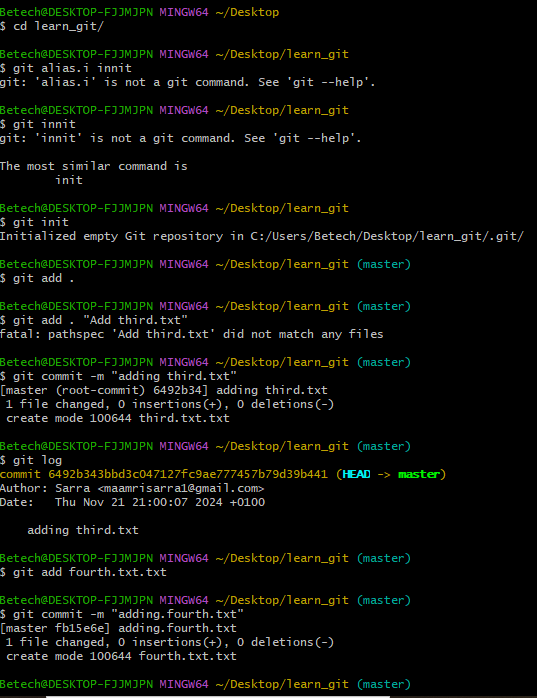 Betech@DESKTOP-FJJMJPN MINGW64 ~/Desktop
$ cd learn_git/
Betech@DESKTOP-FJJMJPN MINGW64 ~/Desktop/learn_git
$ git alias.i innit
git: 'alias.i' is not a git command. See 'git --help'.
Betech@DESKTOP-FJJMJPN MINGW64 ~/Desktop/learn_git
$ git innit
git: 'innit' is not a git command. See 'git --help'.
The most similar command is
init
Betech@DESKTOP-FJJMJPN MINGW64 ~/Desktop/learn_git
$ git init
Initialized empty Git repository in C:/Users/Betech/Desktop/learn_git/.git/
Betech@DESKTOP-FJJMJPN MINGW64 ~/Desktop/learn_git (master)
$ git add .
Betech@DESKTOP-FJJMJPN MINGW64 ~/Desktop/learn_git (master)
$ git add . "Add third.txt"
fatal: pathspec 'Add third.txt' did not match any files
Betech@DESKTOP-FJJMJPN MINGW64 ~/Desktop/learn_git (master)
$ git commit -m "adding third.txt"
[master (root-commit) 6492b34] adding third.txt
1 file changed, 0 insertions(+), 0 deletions(-)
create mode 100644 third.txt.txt
Betech@DESKTOP-FJJMJPN MINGW64 ~/Desktop/learn_git (master)
$ git log
commit 6492b343bbd3c047127fc9ae777457b79d39b441 (HEAD -> master)
Author: Sarra <maamrisarra1@gmail.com>
Date: Thu Nov 21 21:00:07 2024 +0100
adding third.txt
Betech@DESKTOP-FJJMJPN MINGW64 ~/Desktop/learn_git (master)
$ git add fourth.txt.txt
Betech@DESKTOP-FJJMJPN MINGW64 ~/Desktop/learn_git (master)
$ git commit -m "adding.fourth.txt"
[master fb15e6e] adding.fourth.txt
1 file changed, 0 insertions(+), 0 deletions(-)
create mode 100644 fourth.txt.txt
Betech@DESKTOP-FJJMJPN MINGW64 ~/Desktop/learn_git (master)